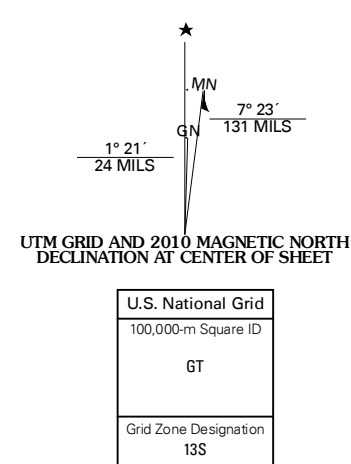 ★
MN
7° 23´
131 MILS
GN
1° 21´
24 MILS
UTM GRID AND 2010 MAGNETIC NORTH
DECLINATION AT CENTER OF SHEET
U.S. National Grid
100,000-m Square ID
GT
Grid Zone Designation
13S